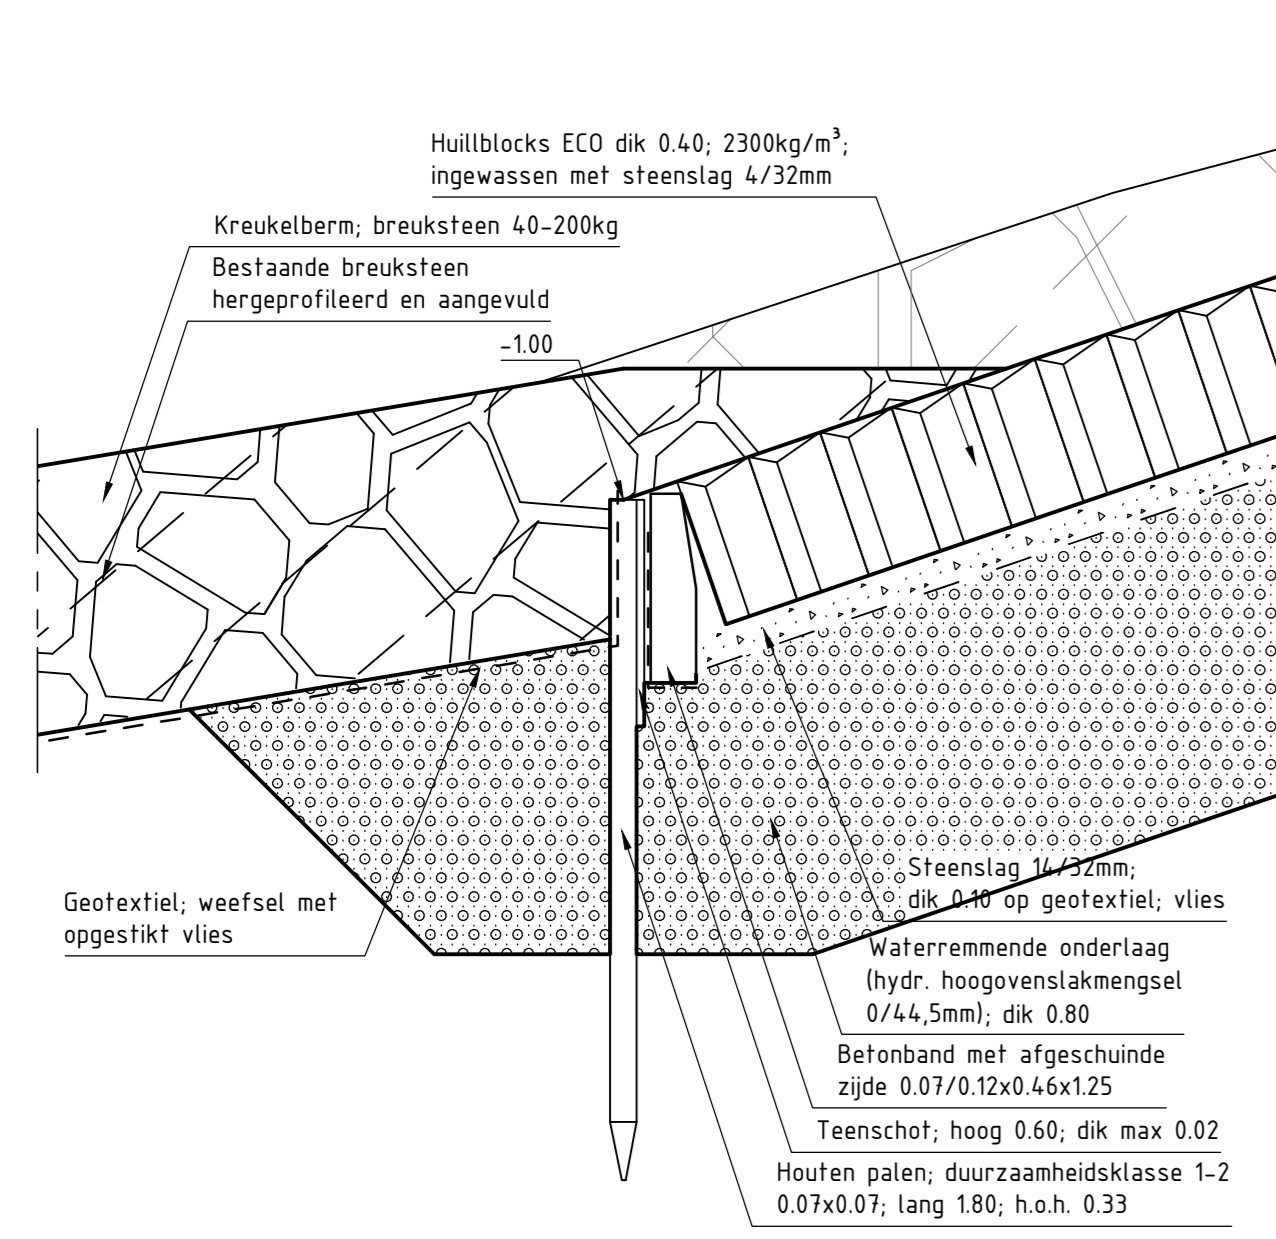 Huillblocks ECO dik 0.40; 2300kg/m³;
ingewassen met steenslag 4/32mm
Kreukelberm; breuksteen 40-200kg
Bestaande breuksteen
hergeprofileerd en aangevuld
-1.00
Geotextiel; weefsel met
opgestikt vlies
Steenslag 14/32mm;
dik 0.10 op geotextiel; vlies
Waterremmende onderlaag
(hydr. hoogovenslakmengsel
0/44,5mm); dik 0.80
Betonband met afgeschuinde
zijde 0.07/0.12x0.46x1.25
Teenschot; hoog 0.60; dik max 0.02
Houten palen; duurzaamheidsklasse 1-2
0.07x0.07; lang 1.80; h.o.h. 0.33